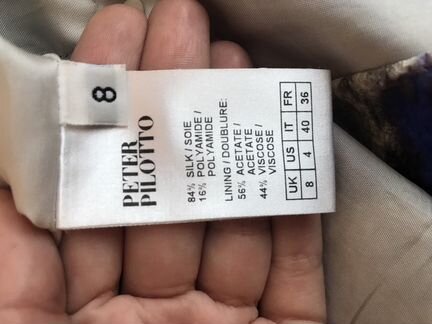 8
PETER
PILOTTO
84% SILK / SOIE
16% POLYAMIDE /
POLYAMIDE
LINING / DOUBLURE:
56% ACETATE /
ACETATE
44% VISCOSE /
VISCOSE
UK US IT FR
8 4 40 36